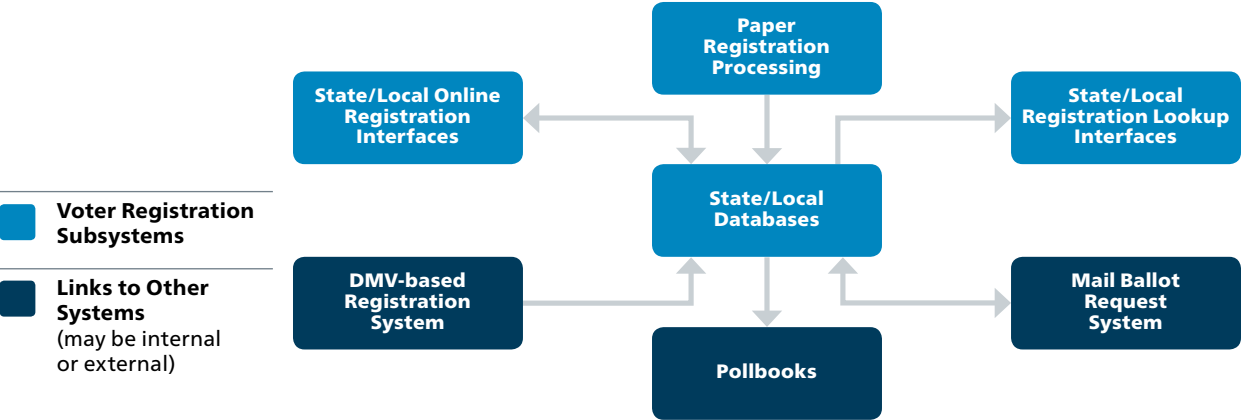 Paper
Registration
Processing
State/Local Online
Registration
Interfaces
State/Local
Registration Lookup
Interfaces
State/Local
Databases
Voter Registration
Subsystems
Links to Other
Systems
(may be internal
or external)
DMV-based
Registration
System
Mail Ballot
Request
System
Pollbooks